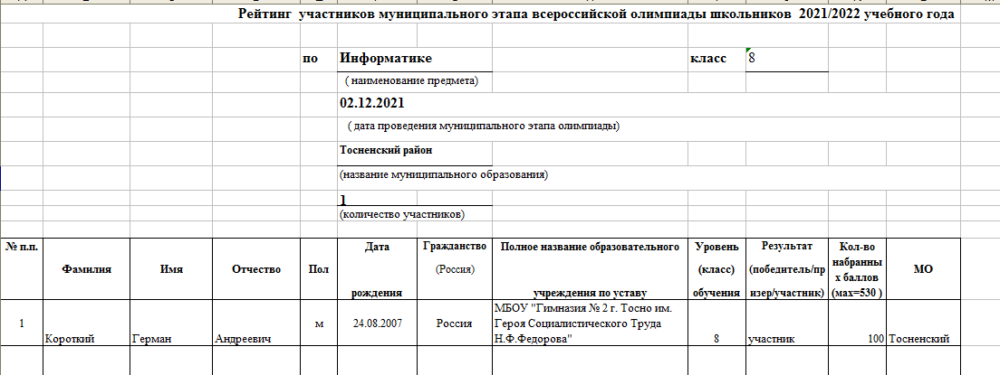 Рейтинг участников муниципального этапа всероссийской олимпиады школьников 2021/2022 учебного года
по Информатике класс 8
( наименование предмета)
02.12.2021
( дата проведения муниципального этапа олимпиады)
Тосненский район
(название муниципального образования)
1
(количество участников)
№ п.п. Фамилия Имя Отчество Пол Дата рождения Гражданство (Россия) Полное название образовательного учреждения по уставу Уровень (класс) обучения Результат (победитель/призер/участник) Кол-во набранных баллов (мах=530 ) МО
1 Короткий Герман Андреевич м 24.08.2007 Россия МБОУ "Гимназия № 2 г. Тосно им. Героя Социалистического Труда Н.Ф.Федорова" 8 участник 100 Тосненский